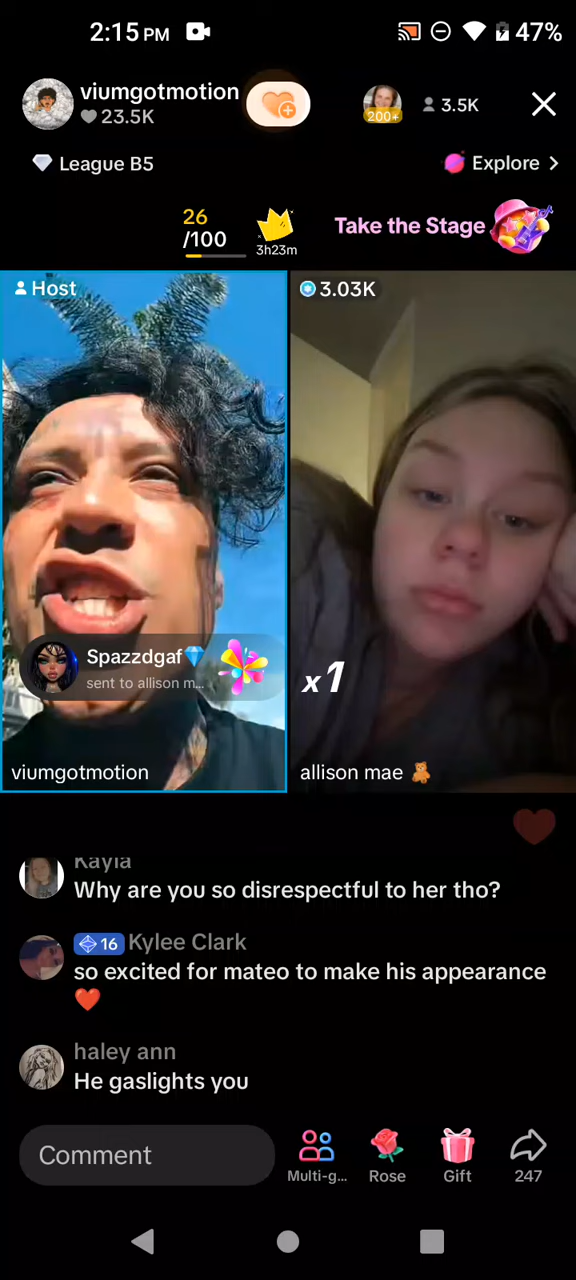 2:15 PM
47%
viumgotmotion
23.5K
200+
3.5K
League B5
Explore >
26
/100
3h23m
Take the Stage
Host
3.03K
Spazzdgaf💎
sent to allison m...
x1
viumgotmotion
allison mae 🧸
Kayla
Why are you so disrespectful to her tho?
16 Kylee Clark
so excited for mateo to make his appearance
❤️
haley ann
He gaslights you
Comment
Multi-g...
Rose
Gift
247